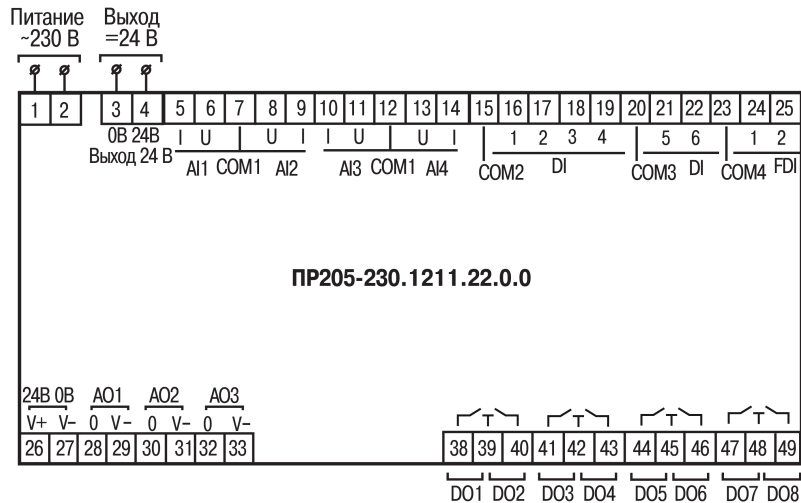 Питание Выход
~230 В =24 В
1 2 3 4 5 6 7 8 9 10 11 12 13 14 15 16 17 18 19 20 21 22 23 24 25
0В 24В I U U I I U U I 1 2 3 4 5 6 1 2
Выход 24 В AI1 COM1 AI2 AI3 COM1 AI4 COM2 DI COM3 DI COM4 FDI
ПР205-230.1211.22.0.0
24В 0В AO1 AO2 AO3
V+ V– 0 V– 0 V– 0 V–
26 27 28 29 30 31 32 33 38 39 40 41 42 43 44 45 46 47 48 49
DO1 DO2 DO3 DO4 DO5 DO6 DO7 DO8